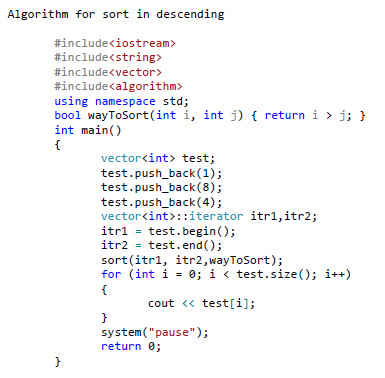 Algorithm for sort in descending
#include<iostream>
#include<string>
#include<vector>
#include<algorithm>
using namespace std;
bool wayToSort(int i, int j) { return i > j; }
int main()
{
vector<int> test;
test.push_back(1);
test.push_back(8);
test.push_back(4);
vector<int>::iterator itr1,itr2;
itr1 = test.begin();
itr2 = test.end();
sort(itr1, itr2,wayToSort);
for (int i = 0; i < test.size(); i++)
{
cout << test[i];
}
system("pause");
return 0;
}